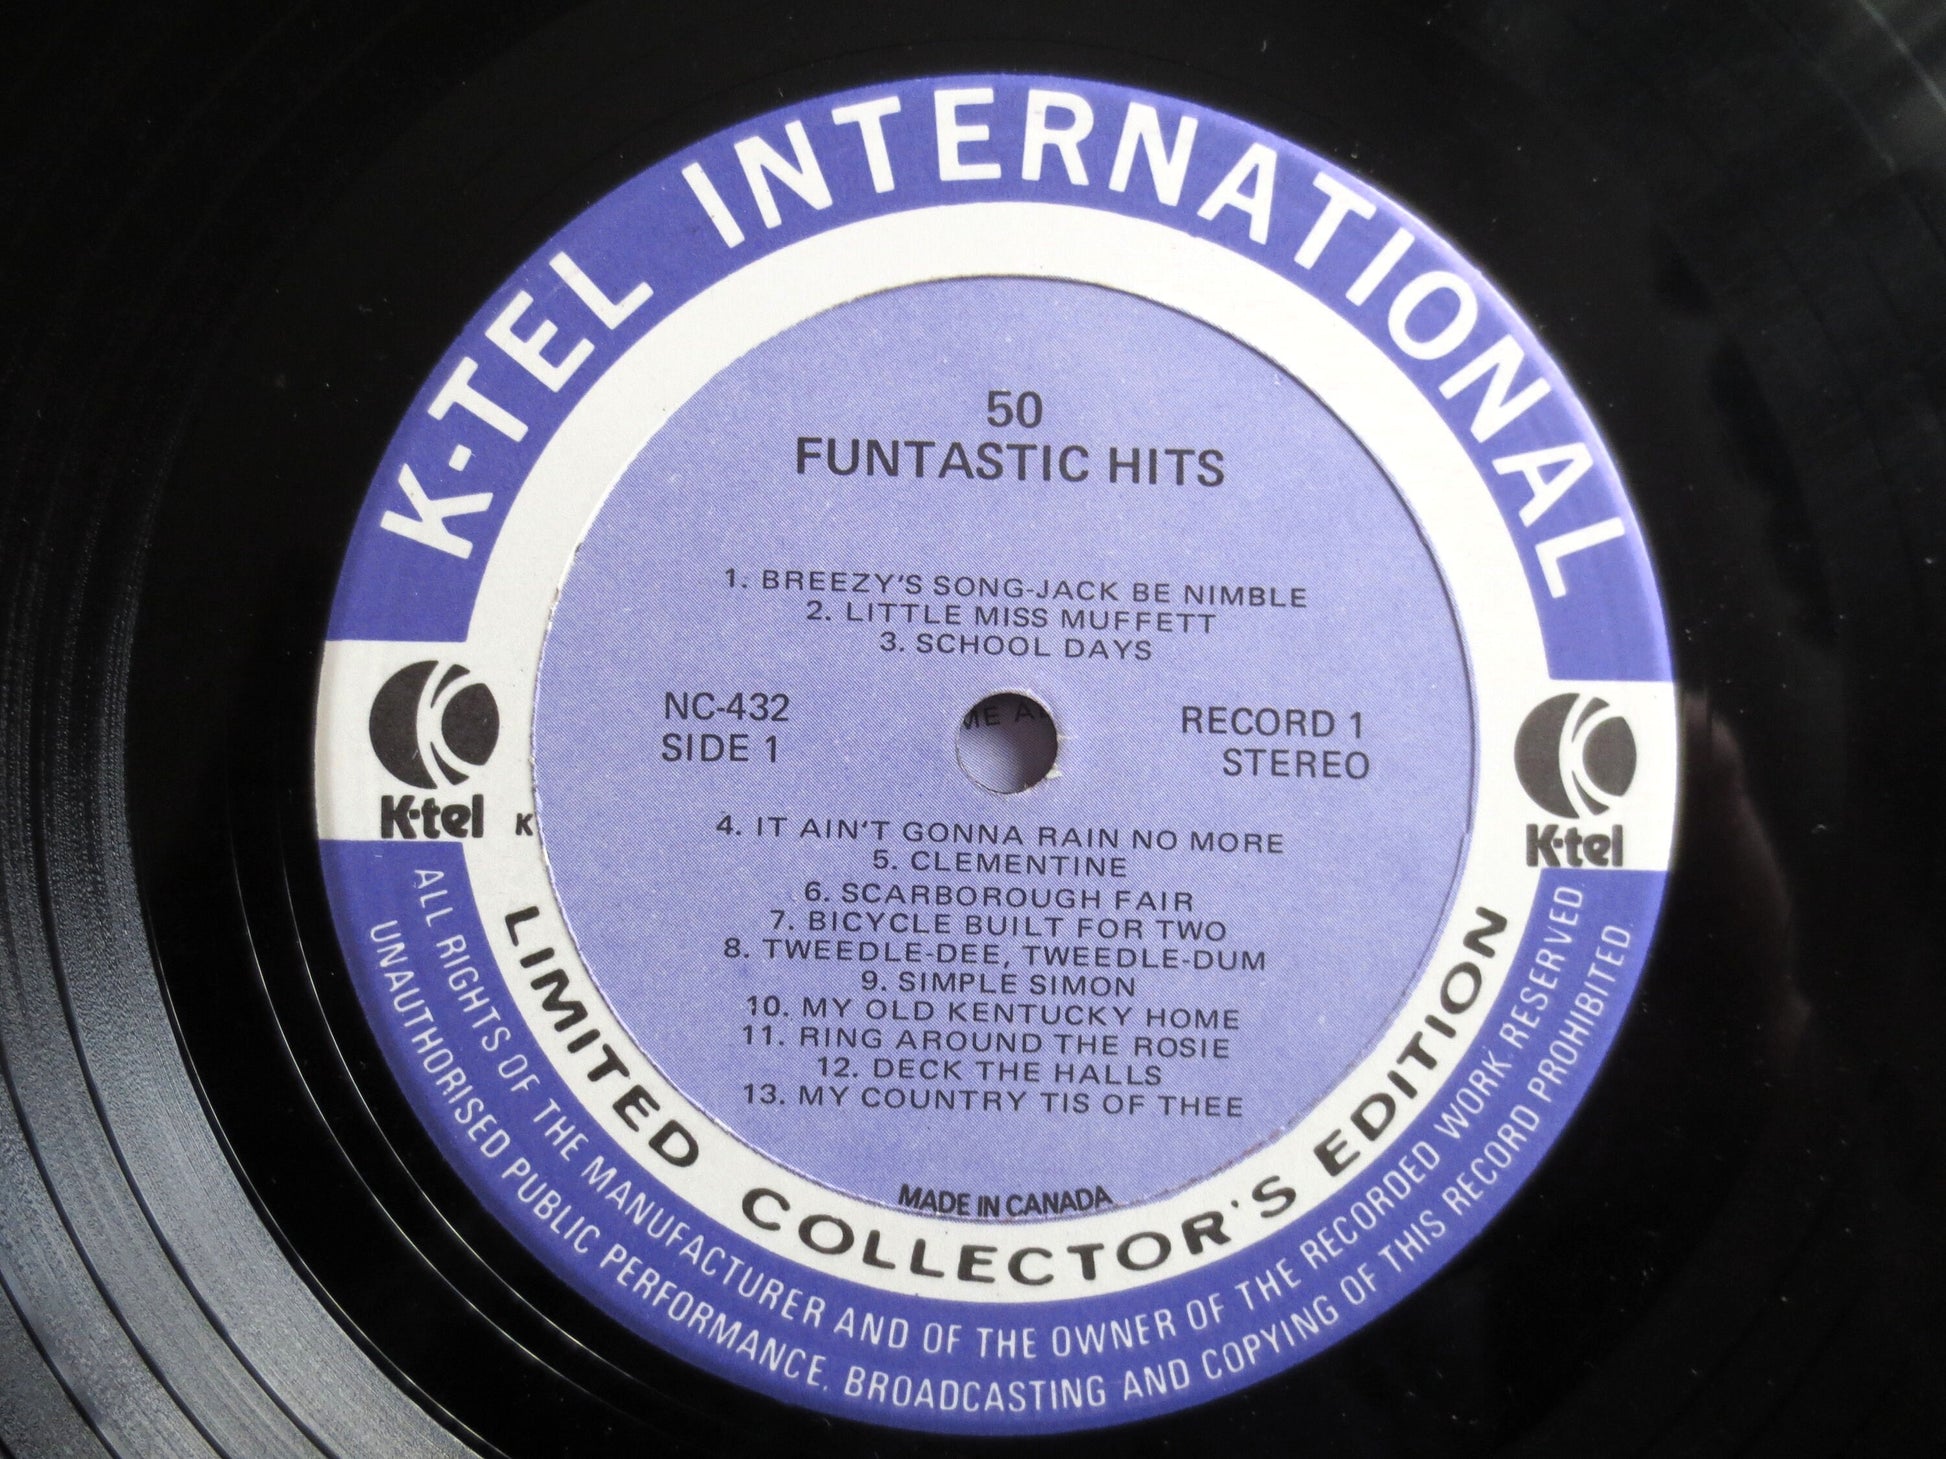 K-TEL INTERNATIONAL
50
FUNTASTIC HITS
1. BREEZY'S SONG-JACK BE NIMBLE
2. LITTLE MISS MUFFETT
3. SCHOOL DAYS
NC-432
SIDE 1
RECORD 1
STEREO
K-tel
K
K-tel
4. IT AIN'T GONNA RAIN NO MORE
5. CLEMENTINE
6. SCARBOROUGH FAIR
7. BICYCLE BUILT FOR TWO
8. TWEEDLE-DEE, TWEEDLE-DUM
9. SIMPLE SIMON
10. MY OLD KENTUCKY HOME
11. RING AROUND THE ROSIE
12. DECK THE HALLS
13. MY COUNTRY TIS OF THEE
MADE IN CANADA
LIMITED COLLECTOR'S EDITION
ALL RIGHTS OF THE MANUFACTURER AND OF THE OWNER OF THE RECORDED WORK RESERVED.
UNAUTHORISED PUBLIC PERFORMANCE, BROADCASTING AND COPYING OF THIS RECORD PROHIBITED.